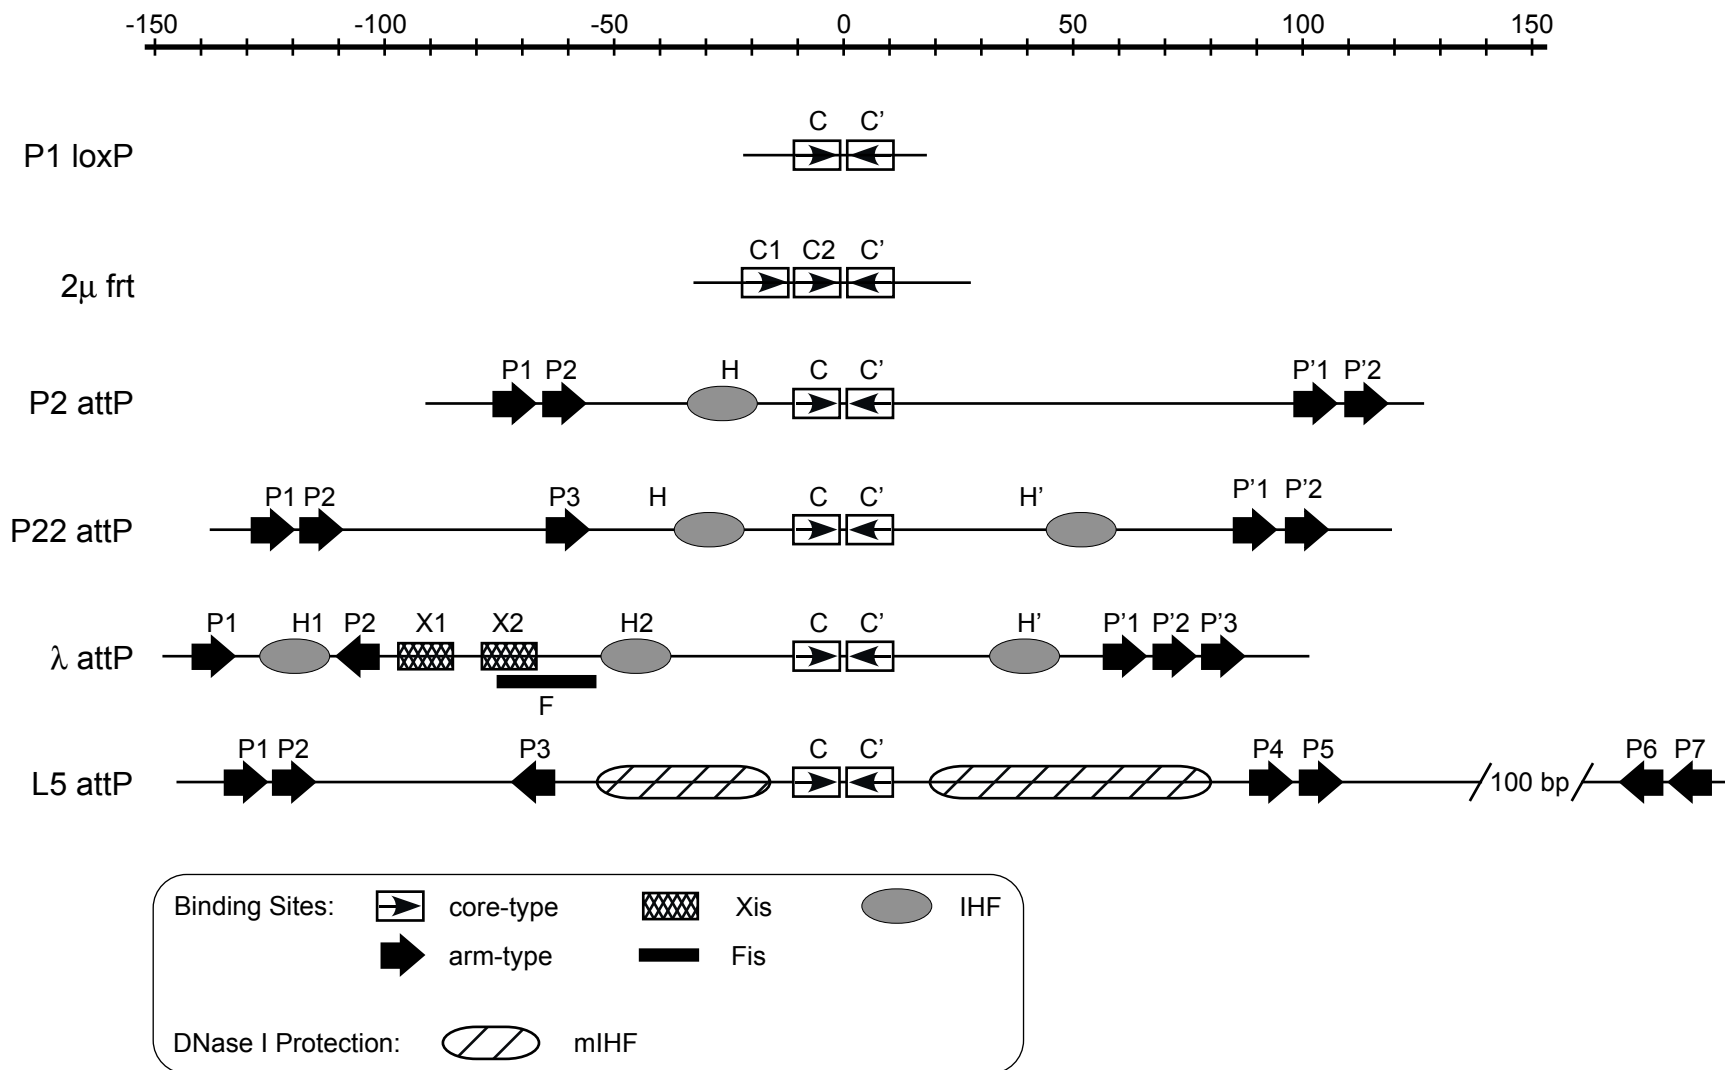 -150 -100 -50 0 50 100 150
C C’
P1 loxP
C1 C2 C’
2μ frt
P1 P2 H C C’ P’1 P’2
P2 attP
P1 P2 P3 H C C’ H’ P’1 P’2
P22 attP
P1 H1 P2 X1 X2 H2 C C’ H’ P’1 P’2 P’3
λ attP
F
P1 P2 P3 C C’ P4 P5 P6 P7
L5 attP 100 bp
Binding Sites: core-type Xis IHF
arm-type Fis
DNase I Protection: mIHF